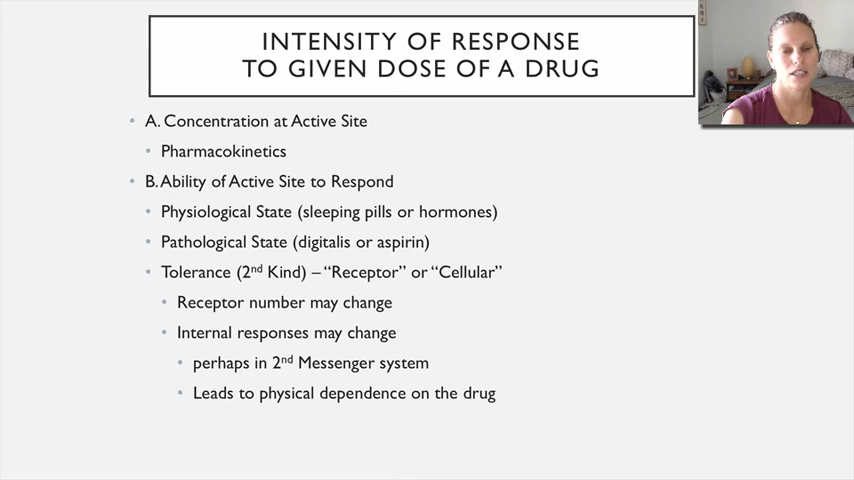 INTENSITY OF RESPONSE
TO GIVEN DOSE OF A DRUG
• A. Concentration at Active Site
• Pharmacokinetics
• B. Ability of Active Site to Respond
• Physiological State (sleeping pills or hormones)
• Pathological State (digitalis or aspirin)
• Tolerance (2nd Kind) – “Receptor” or “Cellular”
• Receptor number may change
• Internal responses may change
• perhaps in 2nd Messenger system
• Leads to physical dependence on the drug